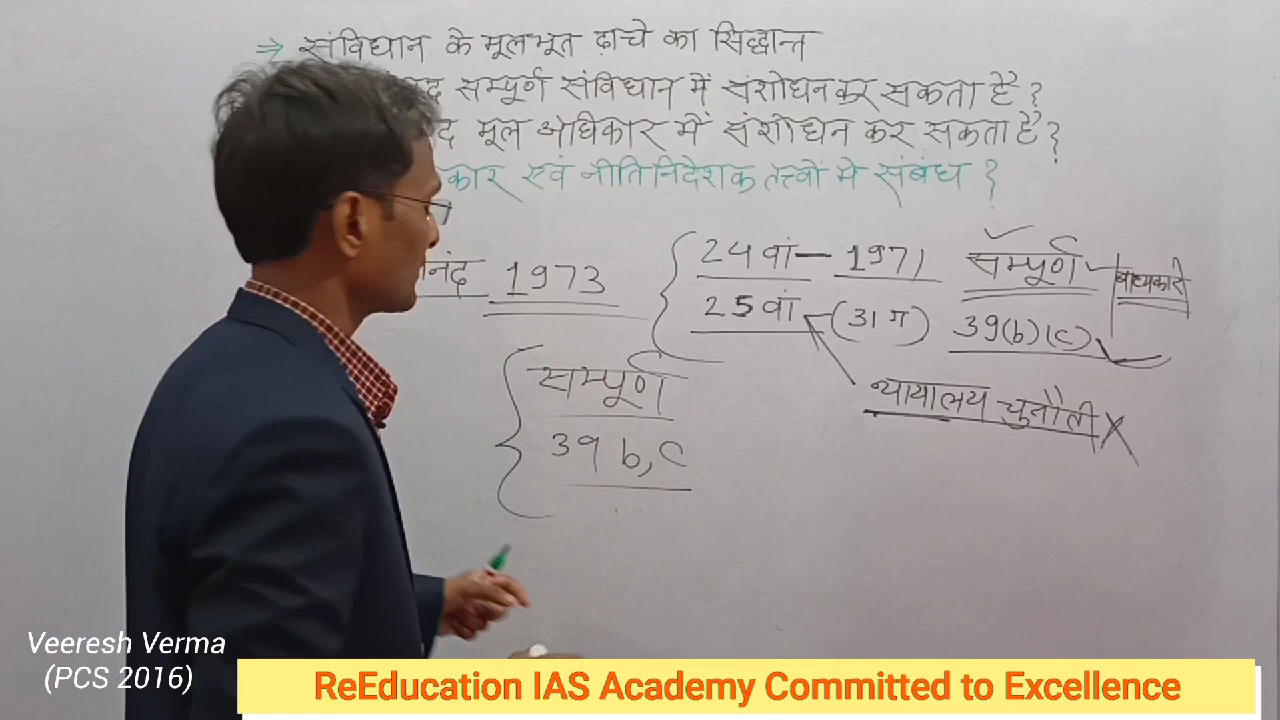 ⇒ संविधान के मूलभूत ढ़ाचे का सिद्धान्त
सम्पूर्ण संविधान में संशोधन कर सकता है ?
मूल अधिकार में संशोधन कर सकता है ?
कार एवं नीति निदेशक तत्वों मे संबंध ?
नंद 1973
24 वां — 1971 सम्पूर्ण बाध्यकारी
25 वां (31 ग) 39(b)(c)
न्यायालय चुनौती X
सम्पूर्ण
39 b, c
Veeresh Verma
(PCS 2016)
ReEducation IAS Academy Committed to Excellence